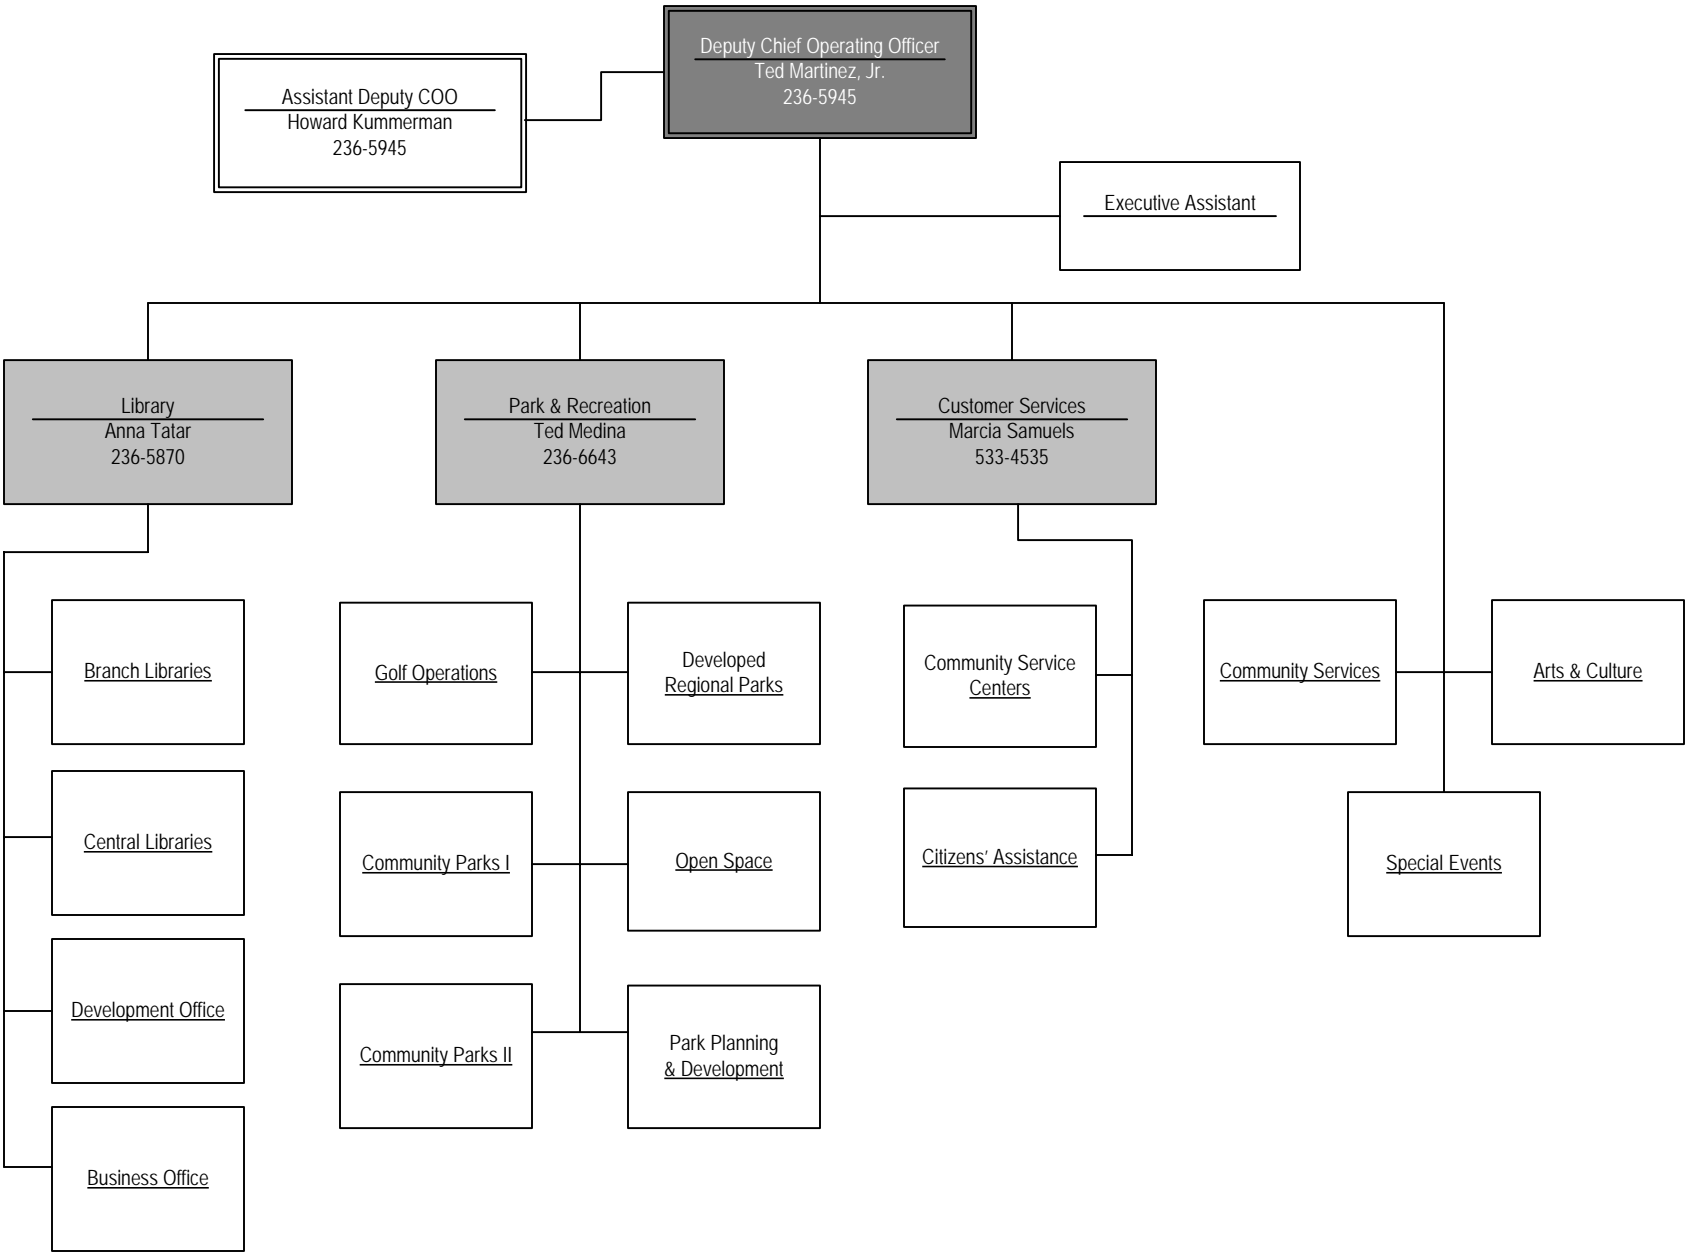 Deputy Chief Operating Officer
Ted Martinez, Jr.
236-5945
Assistant Deputy COO
Howard Kummerman
236-5945
Executive Assistant
Library
Anna Tatar
236-5870
Park & Recreation
Ted Medina
236-6643
Customer Services
Marcia Samuels
533-4535
Branch Libraries
Central Libraries
Development Office
Business Office
Golf Operations
Developed
Regional Parks
Community Parks I
Open Space
Community Parks II
Park Planning
& Development
Community Service
Centers
Citizens' Assistance
Community Services
Arts & Culture
Special Events